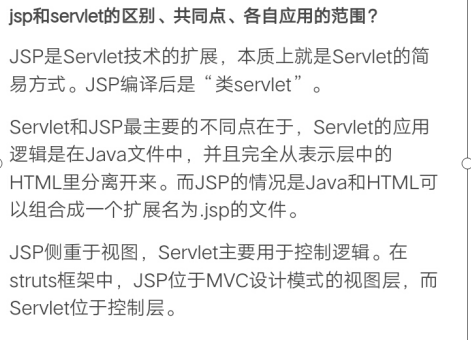 jsp和servlet的区别、共同点、各自应用的范围？
JSP是Servlet技术的扩展，本质上就是Servlet的简
易方式。JSP编译后是“类servlet”。
Servlet和JSP最主要的不同点在于，Servlet的应用
逻辑是在Java文件中，并且完全从表示层中的
HTML里分离开来。而JSP的情况是Java和HTML可
以组合成一个扩展名为.jsp的文件。
JSP侧重于视图，Servlet主要用于控制逻辑。在
struts框架中，JSP位于MVC设计模式的视图层，而
Servlet位于控制层。